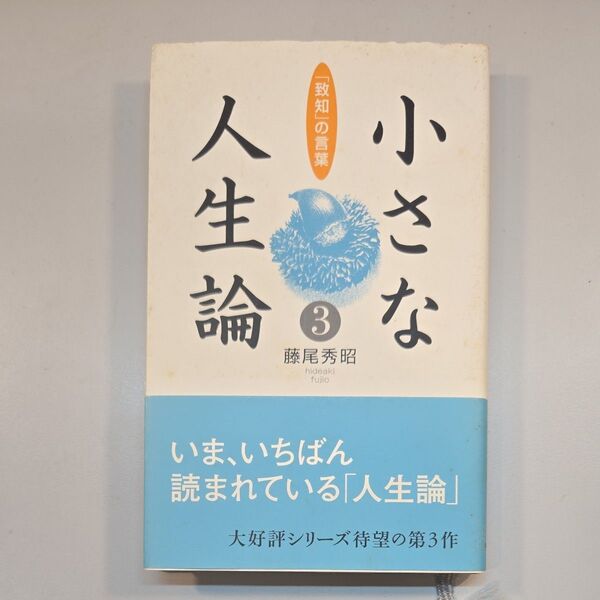 小さな
人生論
「致知」の言葉
3
藤尾秀昭
hideaki
fujio
いま、いちばん
読まれている「人生論」
大好評シリーズ待望の第3作